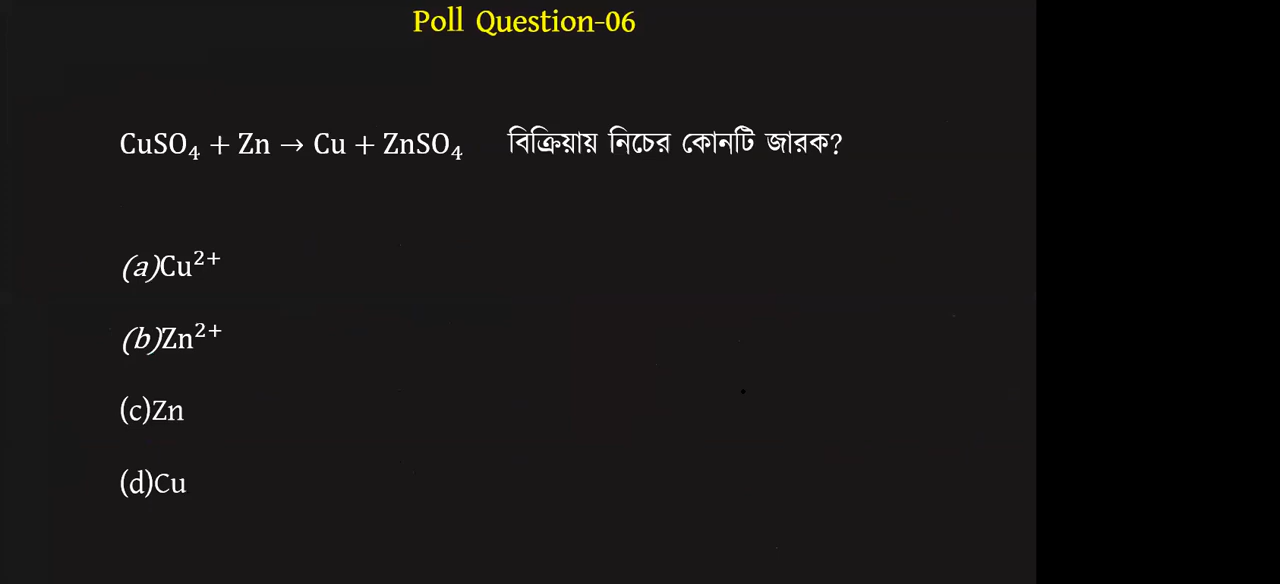 Poll Question-06
CuSO₄ + Zn → Cu + ZnSO₄ বিক্রিয়ায় নিচের কোনটি জারক?
(a)Cu²⁺
(b)Zn²⁺
(c)Zn
(d)Cu